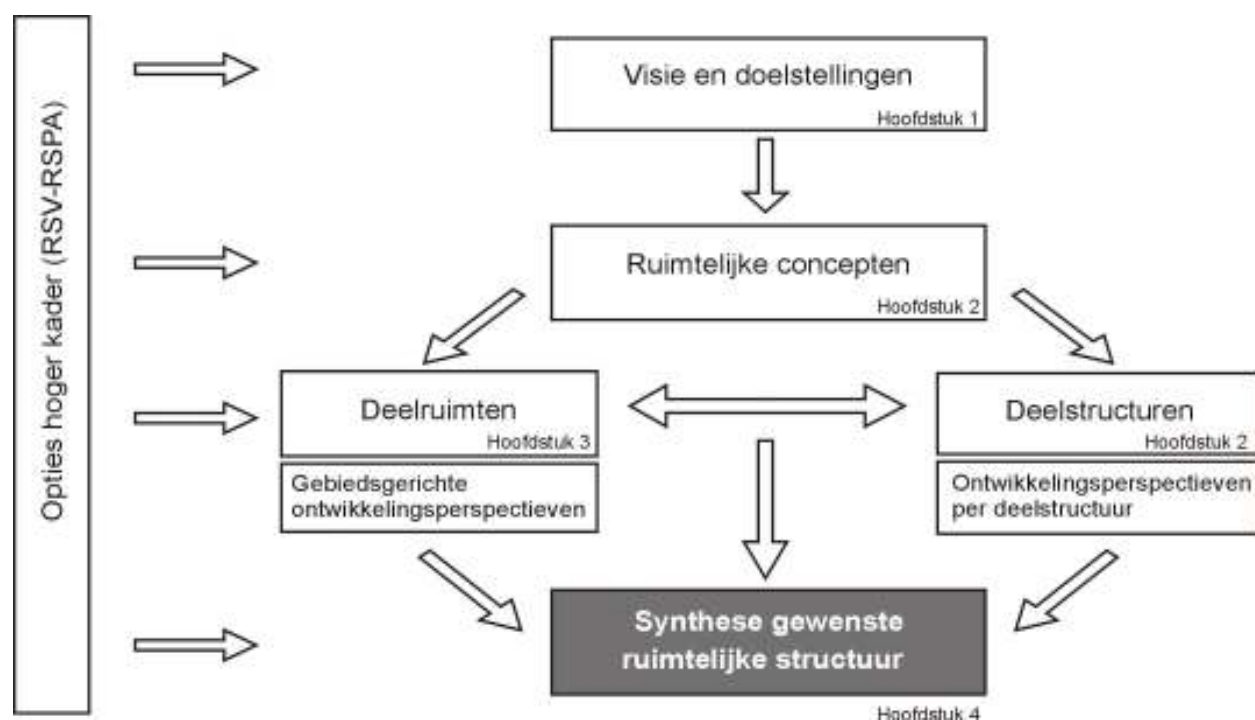 Opties hoger kader (RSV-RSPA)
Visie en doelstellingen
Hoofdstuk 1
Ruimtelijke concepten
Hoofdstuk 2
Deelruimten
Hoofdstuk 3
Gebiedsgerichte
ontwikkelingsperspectieven
Deelstructuren
Hoofdstuk 2
Ontwikkelingsperspectieven
per deelstructuur
Synthese gewenste
ruimtelijke structuur
Hoofdstuk 4